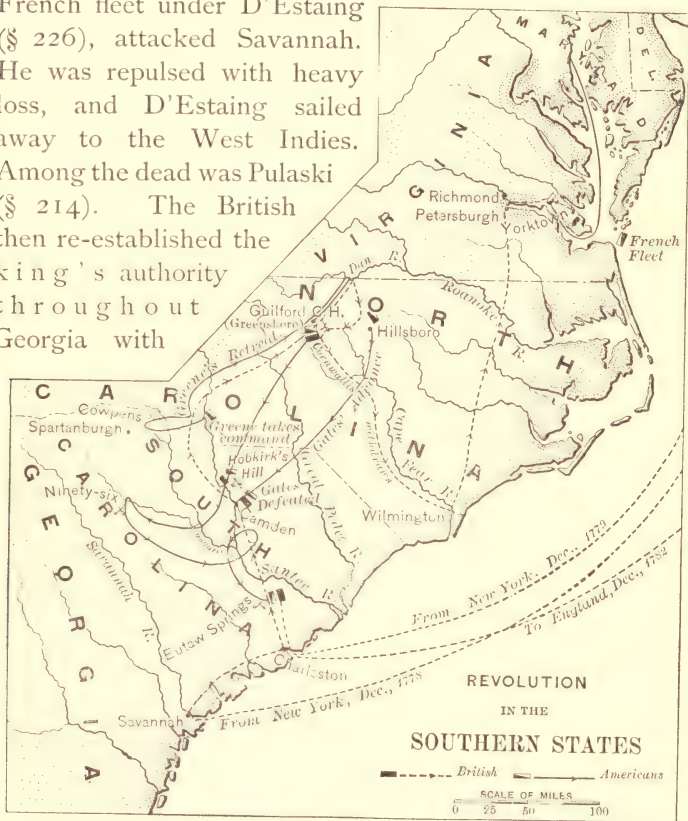 French fleet under D'Estaing
(§ 226), attacked Savannah.
He was repulsed with heavy
loss, and D'Estaing sailed
away to the West Indies.
Among the dead was Pulaski
(§ 214). The British
then re-established the
king's authority
throughout
Georgia with
MARYLAND
DEL.
VIRGINIA
Richmond
Petersburgh
Yorktown
French
Fleet
NORTH
CAROLINA
Dan R.
Roanoke R.
Guilford C.H.
(Greensboro)
Hillsboro
Greene's Retreat
Cornwallis
Gates' Advance
Cowpens
Spartanburgh
Greene takes
command
Hobkirk's
Hill
Gates
Defeated
Camden
Great Pedee R.
Cape Fear R.
Wilmington
SOUTH
CAROLINA
GEORGIA
Ninety-six
Savannah R.
Santee R.
Eutaw Springs
Charleston
Savannah
From New York, Dec., 1779
To England, Dec., 1782
From New York, Dec., 1778
REVOLUTION
IN THE
SOUTHERN STATES
British Americans
SCALE OF MILES
0 25 50 100